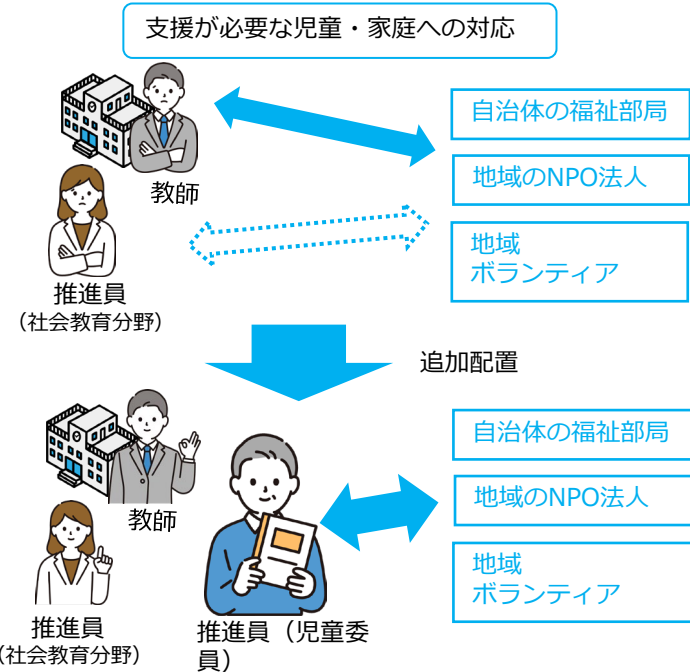 支援が必要な児童・家庭への対応
教師
推進員
（社会教育分野）
自治体の福祉部局
地域のNPO法人
地域
ボランティア
追加配置
教師
推進員
（社会教育分野）
推進員（児童委
員）
自治体の福祉部局
地域のNPO法人
地域
ボランティア